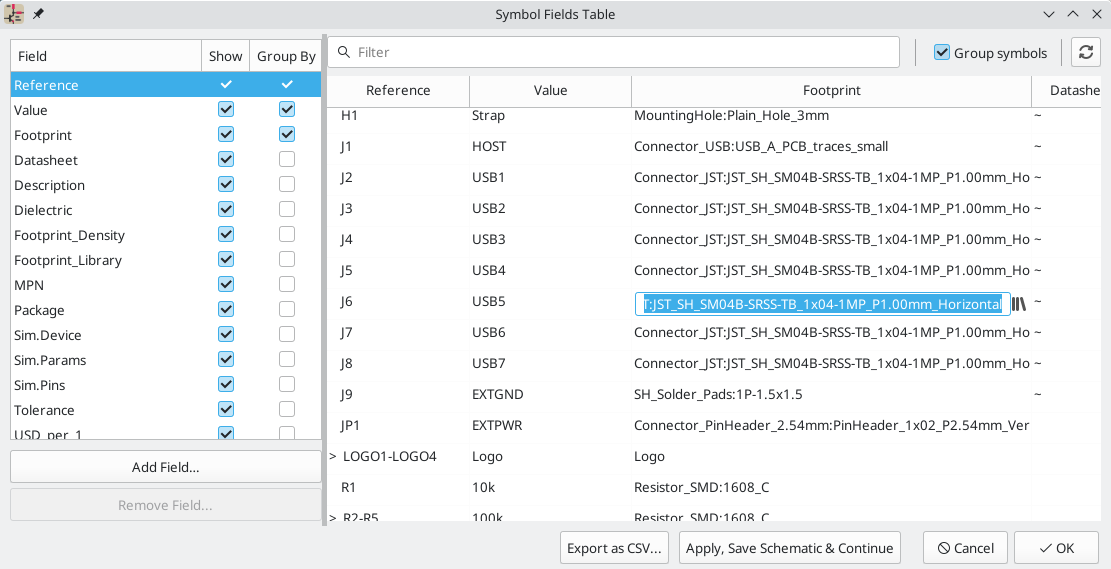 Symbol Fields Table
Field Show Group By
Reference
Value
Footprint
Datasheet
Description
Dielectric
Footprint_Density
Footprint_Library
MPN
Package
Sim.Device
Sim.Params
Sim.Pins
Tolerance
USD_per_1
Add Field...
Remove Field...
Filter
Group symbols
Reference Value Footprint Datashe
H1 Strap MountingHole:Plain_Hole_3mm ~
J1 HOST Connector_USB:USB_A_PCB_traces_small ~
J2 USB1 Connector_JST:JST_SH_SM04B-SRSS-TB_1x04-1MP_P1.00mm_Ho ~
J3 USB2 Connector_JST:JST_SH_SM04B-SRSS-TB_1x04-1MP_P1.00mm_Ho ~
J4 USB3 Connector_JST:JST_SH_SM04B-SRSS-TB_1x04-1MP_P1.00mm_Ho ~
J5 USB4 Connector_JST:JST_SH_SM04B-SRSS-TB_1x04-1MP_P1.00mm_Ho ~
J6 USB5 T:JST_SH_SM04B-SRSS-TB_1x04-1MP_P1.00mm_Horizontal ~
J7 USB6 Connector_JST:JST_SH_SM04B-SRSS-TB_1x04-1MP_P1.00mm_Ho ~
J8 USB7 Connector_JST:JST_SH_SM04B-SRSS-TB_1x04-1MP_P1.00mm_Ho ~
J9 EXTGND SH_Solder_Pads:1P-1.5x1.5 ~
JP1 EXTPWR Connector_PinHeader_2.54mm:PinHeader_1x02_P2.54mm_Ver
> LOGO1-LOGO4 Logo Logo
R1 10k Resistor_SMD:1608_C
> R2-R5 100k Resistor_SMD:1608_C
Export as CSV... Apply, Save Schematic & Continue Cancel OK